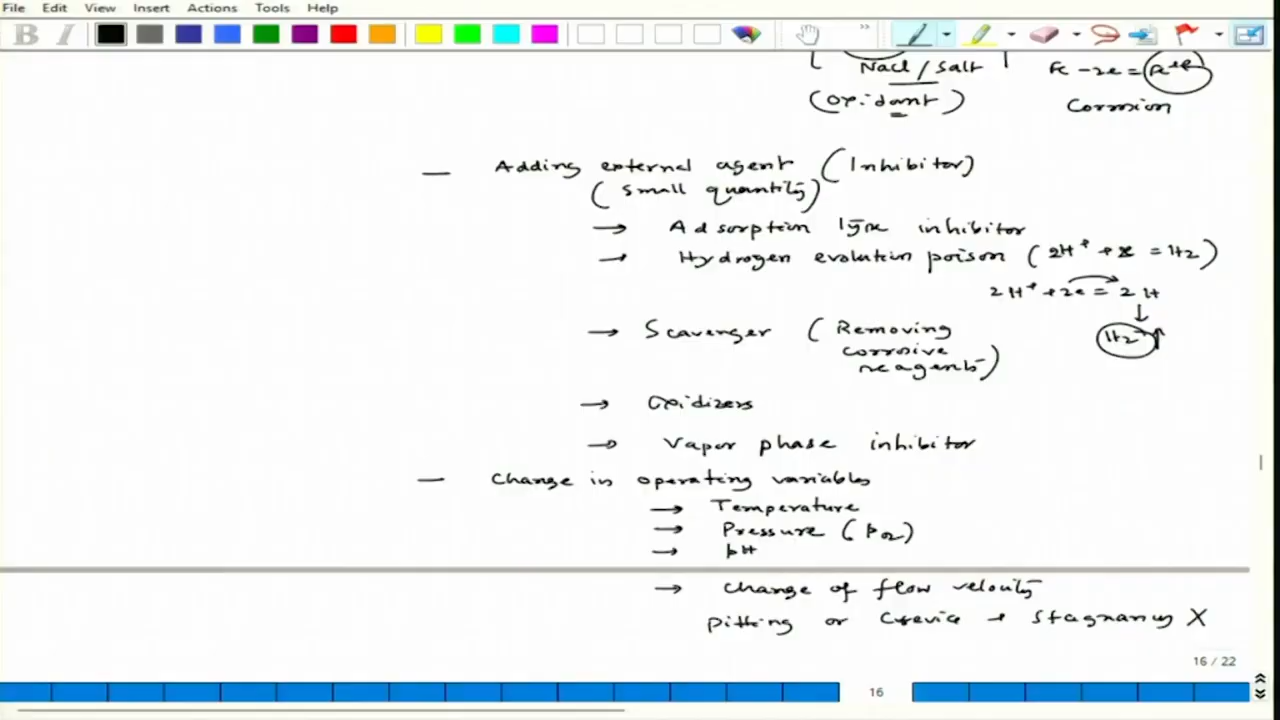 File Edit View Insert Actions Tools Help
B I
Nacl / Salt
Fe - 2e = Fe
(Oxidant)
Corrosion
— Adding external agent (Inhibitor)
(Small quantity)
→ Adsorption type inhibitor
→ Hydrogen evolution poison (2H⁺ + = H2)
2H⁺ + 2e = 2H
↓
H2 ↑
→ Scavenger (Removing
corrosive
reagents)
→ Oxidizers
→ Vapor phase inhibitor
— Change in operating variables
→ Temperature
→ Pressure (pO2)
→ pH
→ Change of flow velocity
Pitting or Crevice → Stagnancy X
16 / 22
16